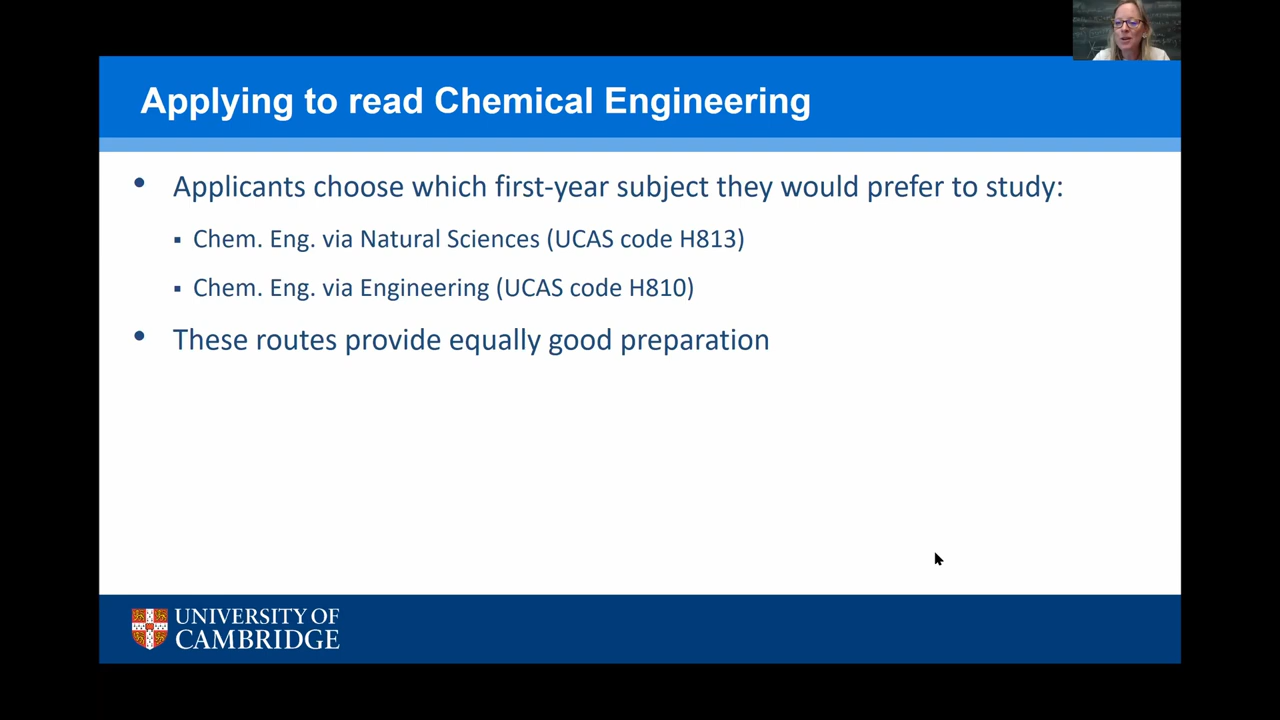 Applying to read Chemical Engineering
• Applicants choose which first-year subject they would prefer to study:
▪ Chem. Eng. via Natural Sciences (UCAS code H813)
▪ Chem. Eng. via Engineering (UCAS code H810)
• These routes provide equally good preparation
UNIVERSITY OF
CAMBRIDGE